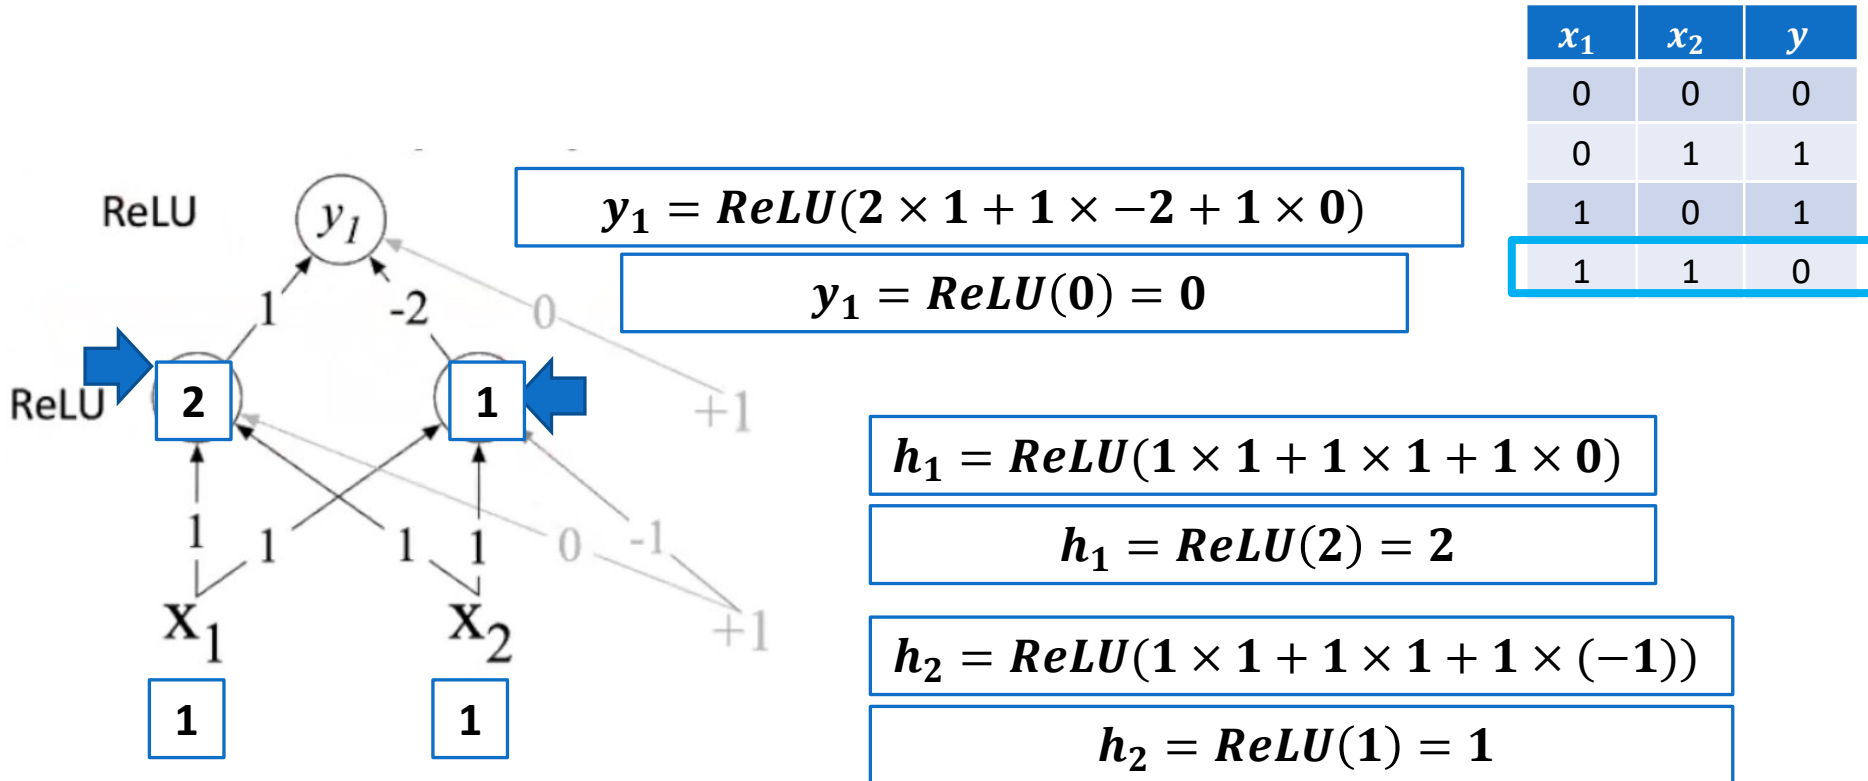 x₁ x₂ y
0 0 0
0 1 1
1 0 1
1 1 0
ReLU
y₁
y₁ = ReLU(2 × 1 + 1 × −2 + 1 × 0)
y₁ = ReLU(0) = 0
1 -2 0
ReLU
2
1
+1
h₁ = ReLU(1 × 1 + 1 × 1 + 1 × 0)
h₁ = ReLU(2) = 2
1 1 1 1 0 -1
x₁ x₂ +1
h₂ = ReLU(1 × 1 + 1 × 1 + 1 × (−1))
h₂ = ReLU(1) = 1
1 1